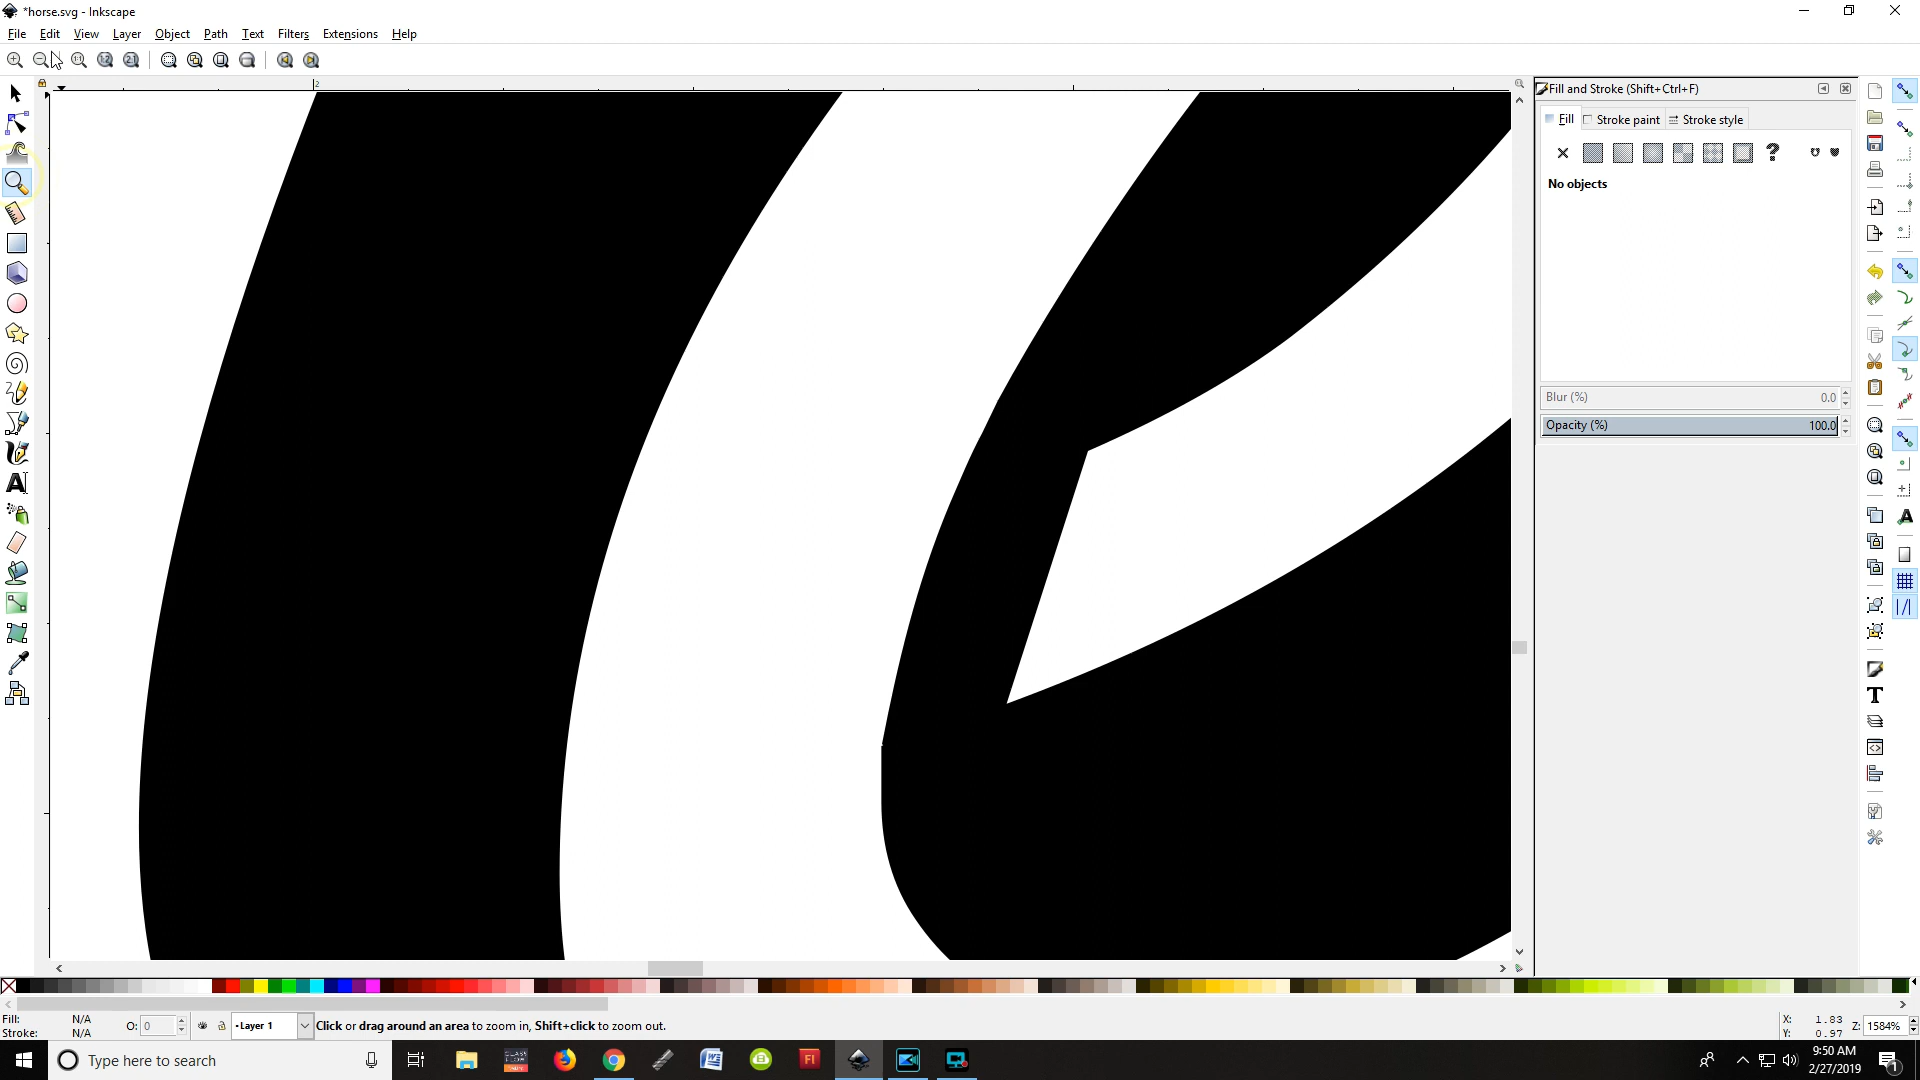 *horse.svg - Inkscape
File Edit View Layer Object Path Text Filters Extensions Help
Fill and Stroke (Shift+Ctrl+F)
Fill Stroke paint Stroke style
No objects
Blur (%) 0.0
Opacity (%) 100.0
Fill: N/A
Stroke: N/A
O: 0
Layer 1
Click or drag around an area to zoom in, Shift+click to zoom out.
X: 1.83
Y: 0.97
Z: 1584%
Type here to search
9:50 AM
2/27/2019